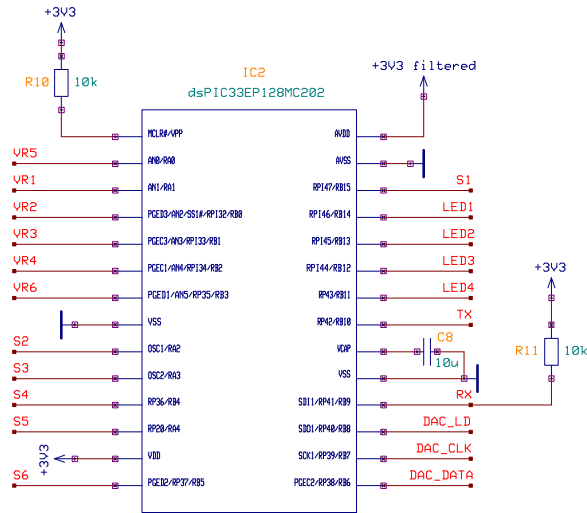 +3V3
R10 10k
IC2
dsPIC33EP128MC202
+3V3 filtered
MCLR#/VPP AVDD
VR5 AN0/RA0 AVSS
VR1 AN1/RA1 RPI47/RB15 S1
VR2 PGED3/AN2/SS1#/RPI32/RB0 RPI46/RB14 LED1
VR3 PGEC3/AN3/RPI33/RB1 RPI45/RB13 LED2
VR4 PGEC1/AN4/RPI34/RB2 RPI44/RB12 LED3
VR6 PGED1/AN5/RP35/RB3 RP43/RB11 LED4
+3V3
VSS RP42/RB10 TX
S2 OSC1/RA2 VCAP C8 10u R11 10k
S3 OSC2/RA3 VSS
S4 RP36/RB4 SDI1/RP41/RB9 RX
S5 RP20/RA4 SDO1/RP40/RB8 DAC_LD
+3V3 VDD SCK1/RP39/RB7 DAC_CLK
S6 PGED2/RP37/RB5 PGEC2/RP38/RB6 DAC_DATA